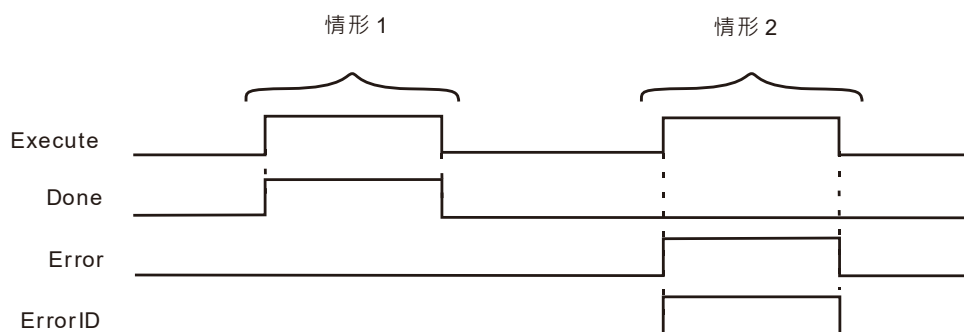 情形 1
情形 2
Execute
Done
Error
ErrorID